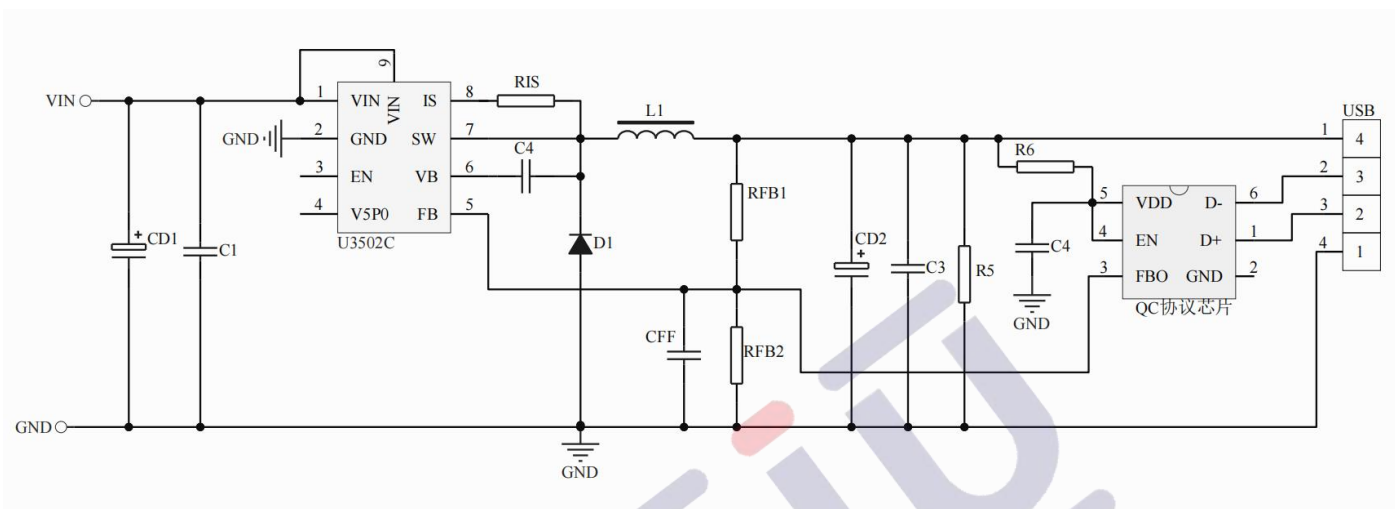 9
RIS
1 VIN VIN IS 8
VIN
GND 2 GND SW 7
L1
C4
3 EN VB 6
4 V5P0 FB 5
U3502C
CD1 +
C1
D1
RFB1
CFF
RFB2
CD2 +
C3
R5
R6
C4
GND
5 VDD D- 6
4 EN D+ 1
3 FBO GND 2
QC协议芯片
USB
1 4
2 3
3 2
4 1
GND
GND